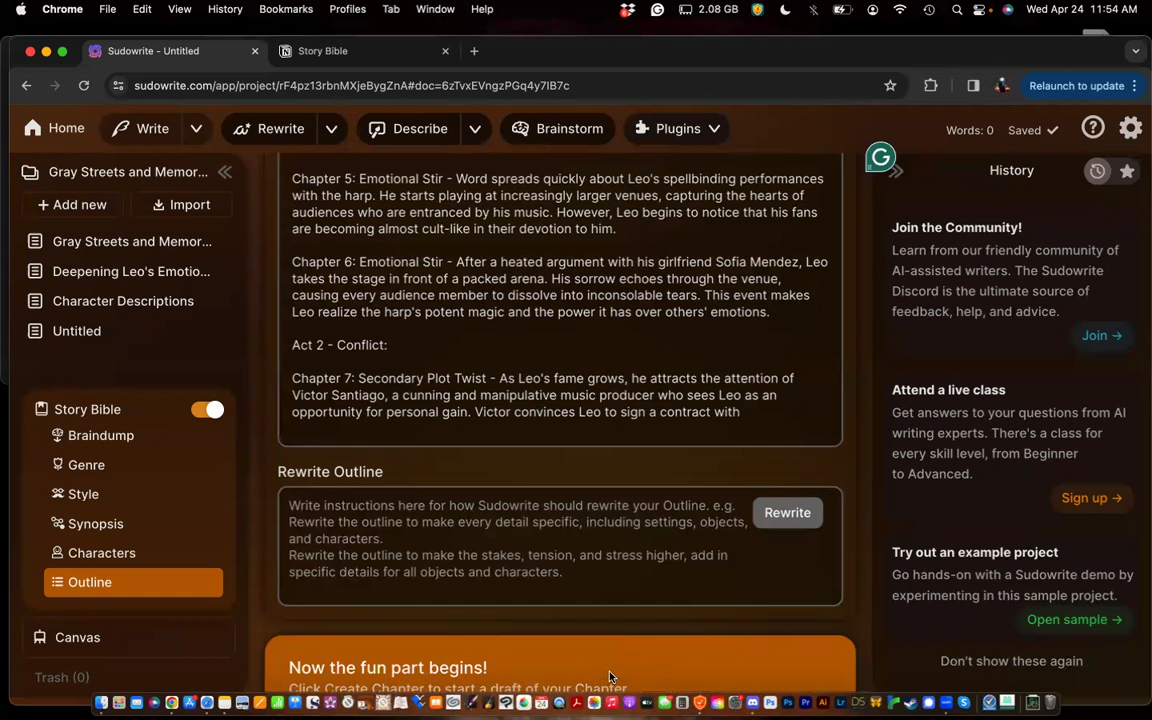 Chrome File Edit View History Bookmarks Profiles Tab Window Help 2.08 GB Wed Apr 24 11:54 AM
Sudowrite - Untitled Story Bible
sudowrite.com/app/project/rF4pz13rbnMXjeBygZnA#doc=6zTvxEVngzPGq4y7IB7c Relaunch to update
Home Write Rewrite Describe Brainstorm Plugins Words: 0 Saved
Gray Streets and Memor...
Add new Import
Gray Streets and Memor...
Deepening Leo's Emotio...
Character Descriptions
Untitled
Story Bible
Braindump
Genre
Style
Synopsis
Characters
Outline
Canvas
Trash (0)
Chapter 5: Emotional Stir - Word spreads quickly about Leo's spellbinding performances
with the harp. He starts playing at increasingly larger venues, capturing the hearts of
audiences who are entranced by his music. However, Leo begins to notice that his fans
are becoming almost cult-like in their devotion to him.
Chapter 6: Emotional Stir - After a heated argument with his girlfriend Sofia Mendez, Leo
takes the stage in front of a packed arena. His sorrow echoes through the venue,
causing every audience member to dissolve into inconsolable tears. This event makes
Leo realize the harp's potent magic and the power it has over others' emotions.
Act 2 - Conflict:
Chapter 7: Secondary Plot Twist - As Leo's fame grows, he attracts the attention of
Victor Santiago, a cunning and manipulative music producer who sees Leo as an
opportunity for personal gain. Victor convinces Leo to sign a contract with
Rewrite Outline
Write instructions here for how Sudowrite should rewrite your Outline. e.g.
Rewrite the outline to make every detail specific, including settings, objects,
and characters.
Rewrite the outline to make the stakes, tension, and stress higher, add in
specific details for all objects and characters.
Rewrite
Now the fun part begins!
Click Create Chapter to start a draft of your Chapter
History
Join the Community!
Learn from our friendly community of
AI-assisted writers. The Sudowrite
Discord is the ultimate source of
feedback, help, and advice.
Join →
Attend a live class
Get answers to your questions from AI
writing experts. There's a class for
every skill level, from Beginner
to Advanced.
Sign up →
Try out an example project
Go hands-on with a Sudowrite demo by
experimenting in this sample project.
Open sample →
Don't show these again